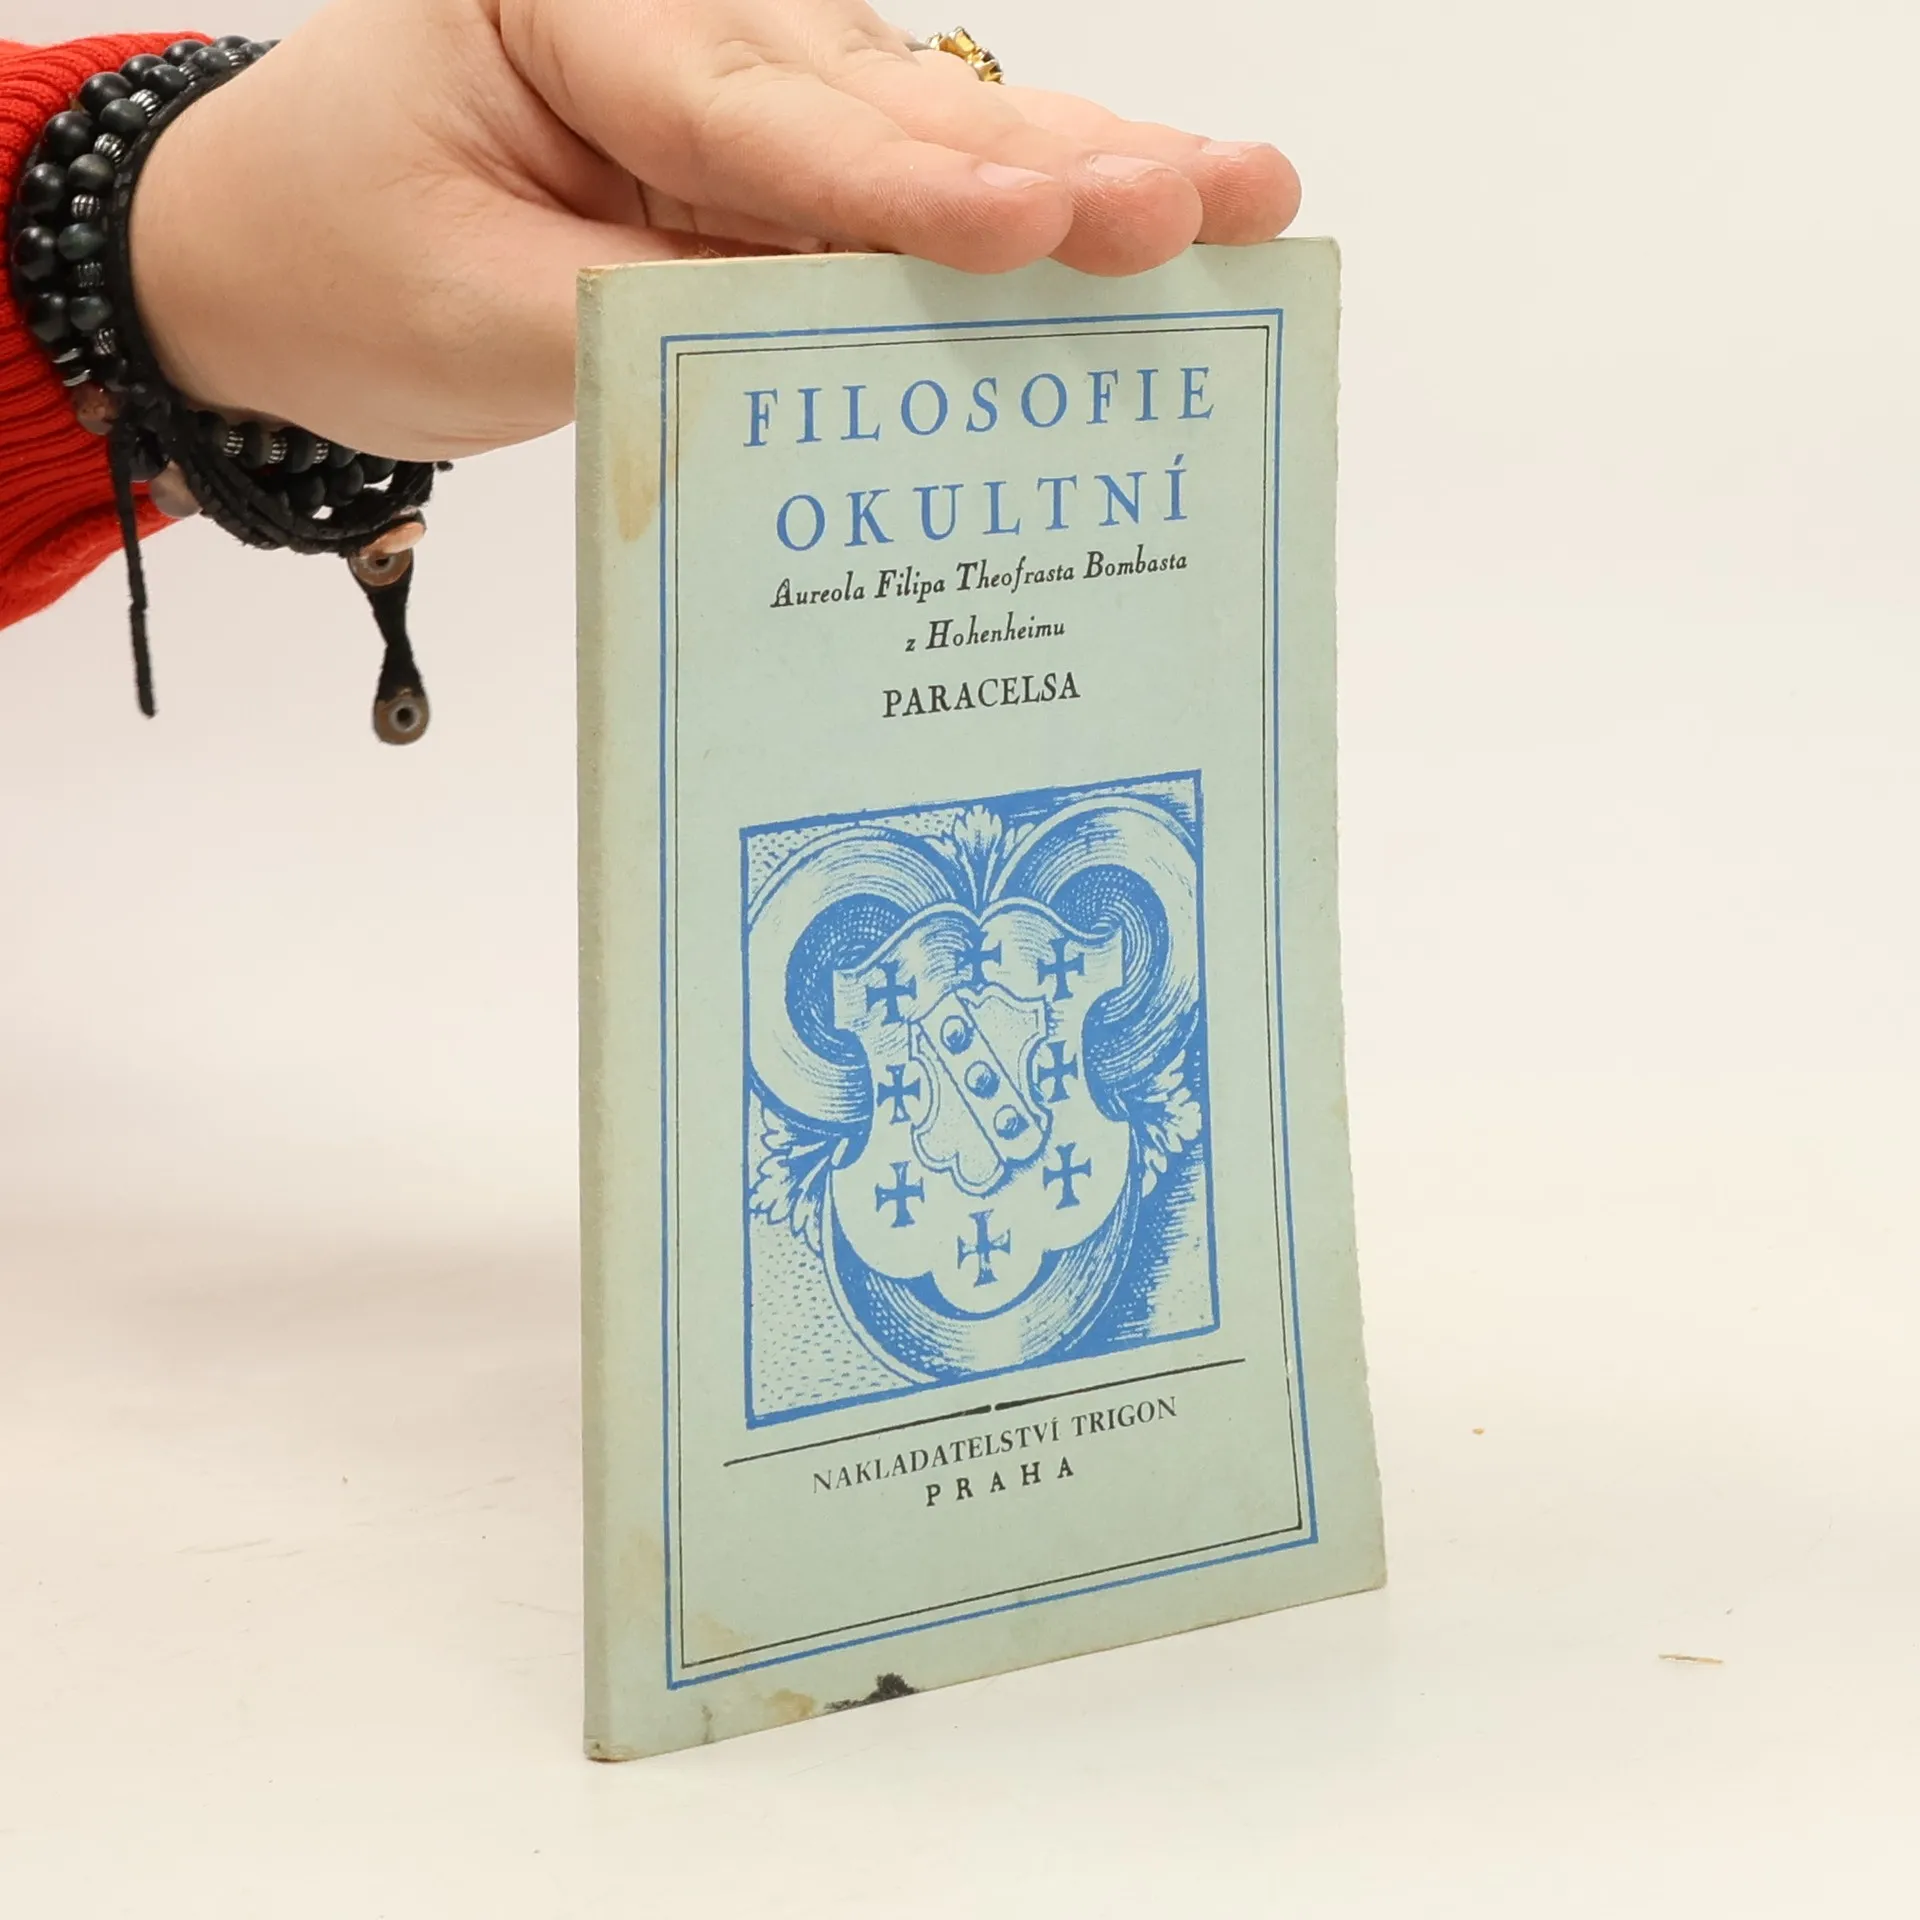 FILOSOFIE
OKULTNÍ
Aureola Filipa Theofrasta Bombasta
z Hohenheimu
PARACELSA
NAKLADATELSTVÍ TRIGON
PRAHA